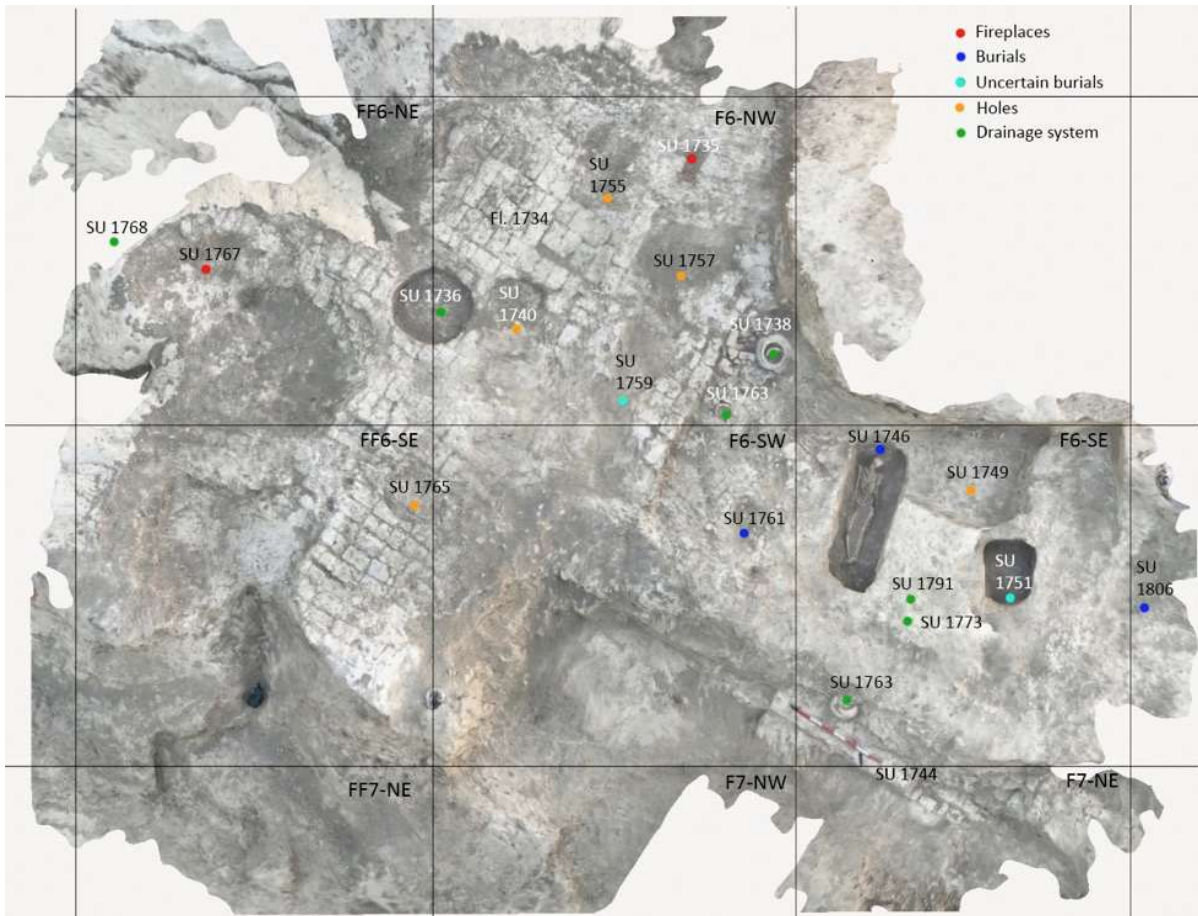 Fireplaces
Burials
Uncertain burials
Holes
Drainage system
FF6-NE
F6-NW
SU 1735
SU
1755
Fl. 1734
SU 1768
SU 1767
SU 1757
SU 1736
SU
1740
SU 1738
SU
1759
SU 1763
FF6-SE
F6-SW
SU 1746
F6-SE
SU 1765
SU 1749
SU 1761
SU
1751
SU
1806
SU 1791
SU 1773
SU 1763
SU 1744
FF7-NE
F7-NW
F7-NE